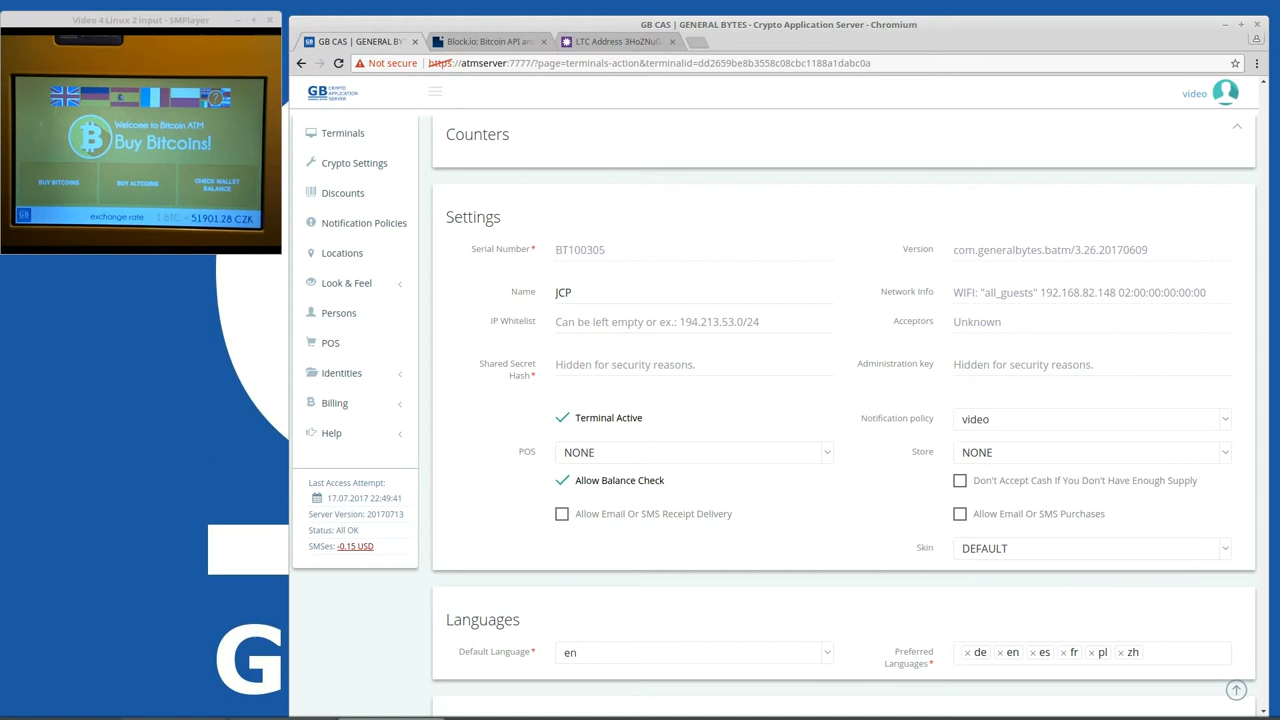 Video 4 Linux 2 input - SMPlayer
Welcome to Bitcoin ATM
Buy Bitcoins!
BUY BITCOINS
BUY ALTCOINS
CHECK WALLET
BALANCE
GB
exchange rate 1 BTC = 51901.28 CZK
G
GB CAS | GENERAL BYTES - Crypto Application Server - Chromium
GB CAS | GENERAL BYT
Block.io: Bitcoin API an
LTC Address 3HoZNuG
Not secure
https://atmserver:7777/?page=terminals-action&terminalid=dd2659be8b3558c08cbc1188a1dabc0a
GB CRYPTO APPLICATION SERVER
video
Terminals
Crypto Settings
Discounts
Notification Policies
Locations
Look & Feel
Persons
POS
Identities
Billing
Help
Last Access Attempt:
17.07.2017 22:49:41
Server Version: 20170713
Status: All OK
SMSes: -0.15 USD
Counters
Settings
Serial Number* BT100305
Version com.generalbytes.batm/3.26.20170609
Name JCP
Network Info WIFI: "all_guests" 192.168.82.148 02:00:00:00:00:00
IP Whitelist Can be left empty or ex.: 194.213.53.0/24
Acceptors Unknown
Shared Secret
Hash* Hidden for security reasons.
Administration key Hidden for security reasons.
Terminal Active
Notification policy video
POS NONE
Store NONE
Allow Balance Check
Don't Accept Cash If You Don't Have Enough Supply
Allow Email Or SMS Receipt Delivery
Allow Email Or SMS Purchases
Skin DEFAULT
Languages
Default Language* en
Preferred
Languages* × de × en × es × fr × pl × zh